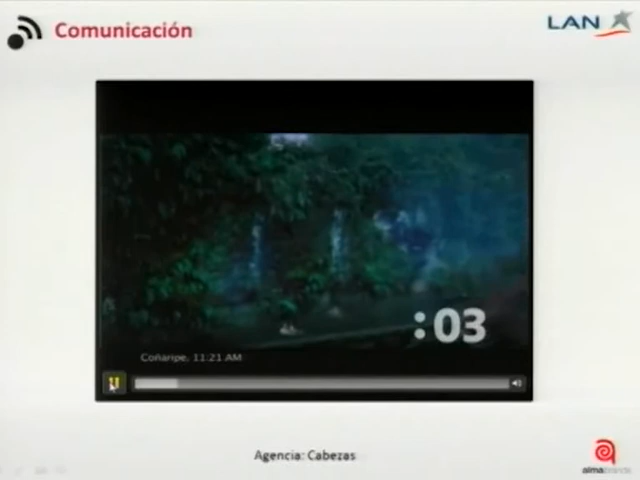 Comunicación
LAN
:03
Coñaripe, 11:21 AM
Agencia: Cabezas
almabrands